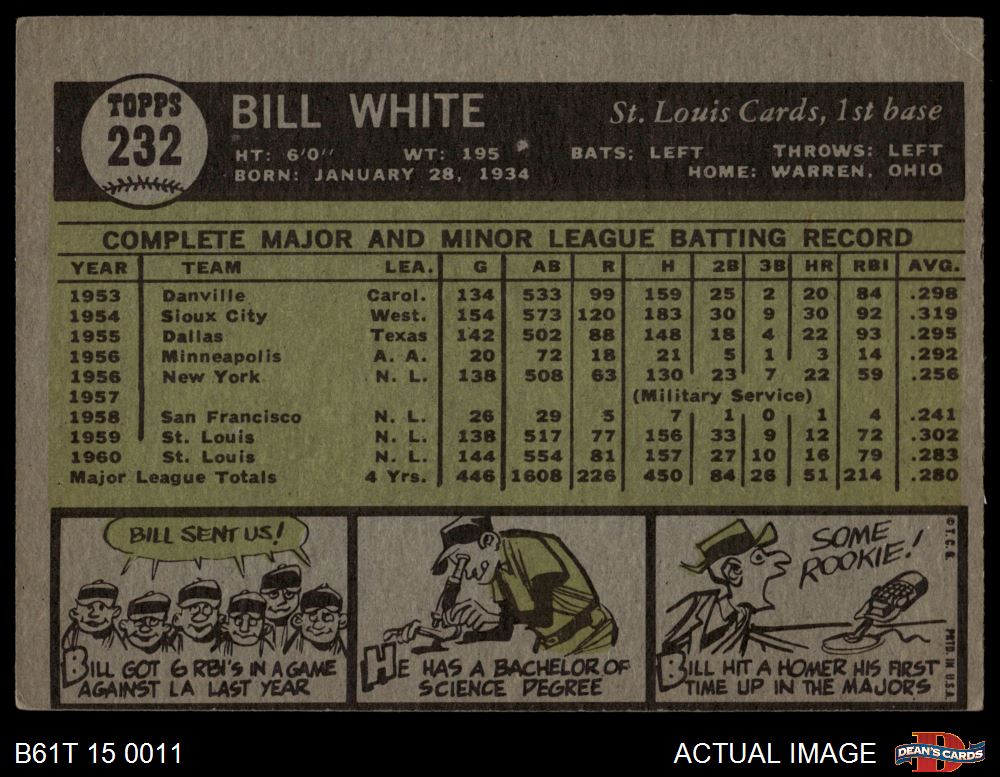 TOPPS
232
BILL WHITE
St. Louis Cards, 1st base
HT: 6'0" WT: 195 BATS: LEFT THROWS: LEFT
BORN: JANUARY 28, 1934 HOME: WARREN, OHIO
COMPLETE MAJOR AND MINOR LEAGUE BATTING RECORD
YEAR TEAM LEA. G AB R H 2B 3B HR RBI AVG.
1953 Danville Carol. 134 533 99 159 25 2 20 84 .298
1954 Sioux City West. 154 573 120 183 30 9 30 92 .319
1955 Dallas Texas 142 502 88 148 18 4 22 93 .295
1956 Minneapolis A. A. 20 72 18 21 5 1 3 14 .292
1956 New York N. L. 138 508 63 130 23 7 22 59 .256
1957 (Military Service)
1958 San Francisco N. L. 26 29 5 7 1 0 1 4 .241
1959 St. Louis N. L. 138 517 77 156 33 9 12 72 .302
1960 St. Louis N. L. 144 554 81 157 27 10 16 79 .283
Major League Totals 4 Yrs. 446 1608 226 450 84 26 51 214 .280
BILL SENT US!
BILL GOT 6 RBI'S IN A GAME
AGAINST LA LAST YEAR
HE HAS A BACHELOR OF
SCIENCE DEGREE
SOME
ROOKIE!
BILL HIT A HOMER HIS FIRST
TIME UP IN THE MAJORS
© T.C.G.
PRTD. IN U.S.A.
B61T 15 0011
ACTUAL IMAGE
D
DEAN'S CARDS